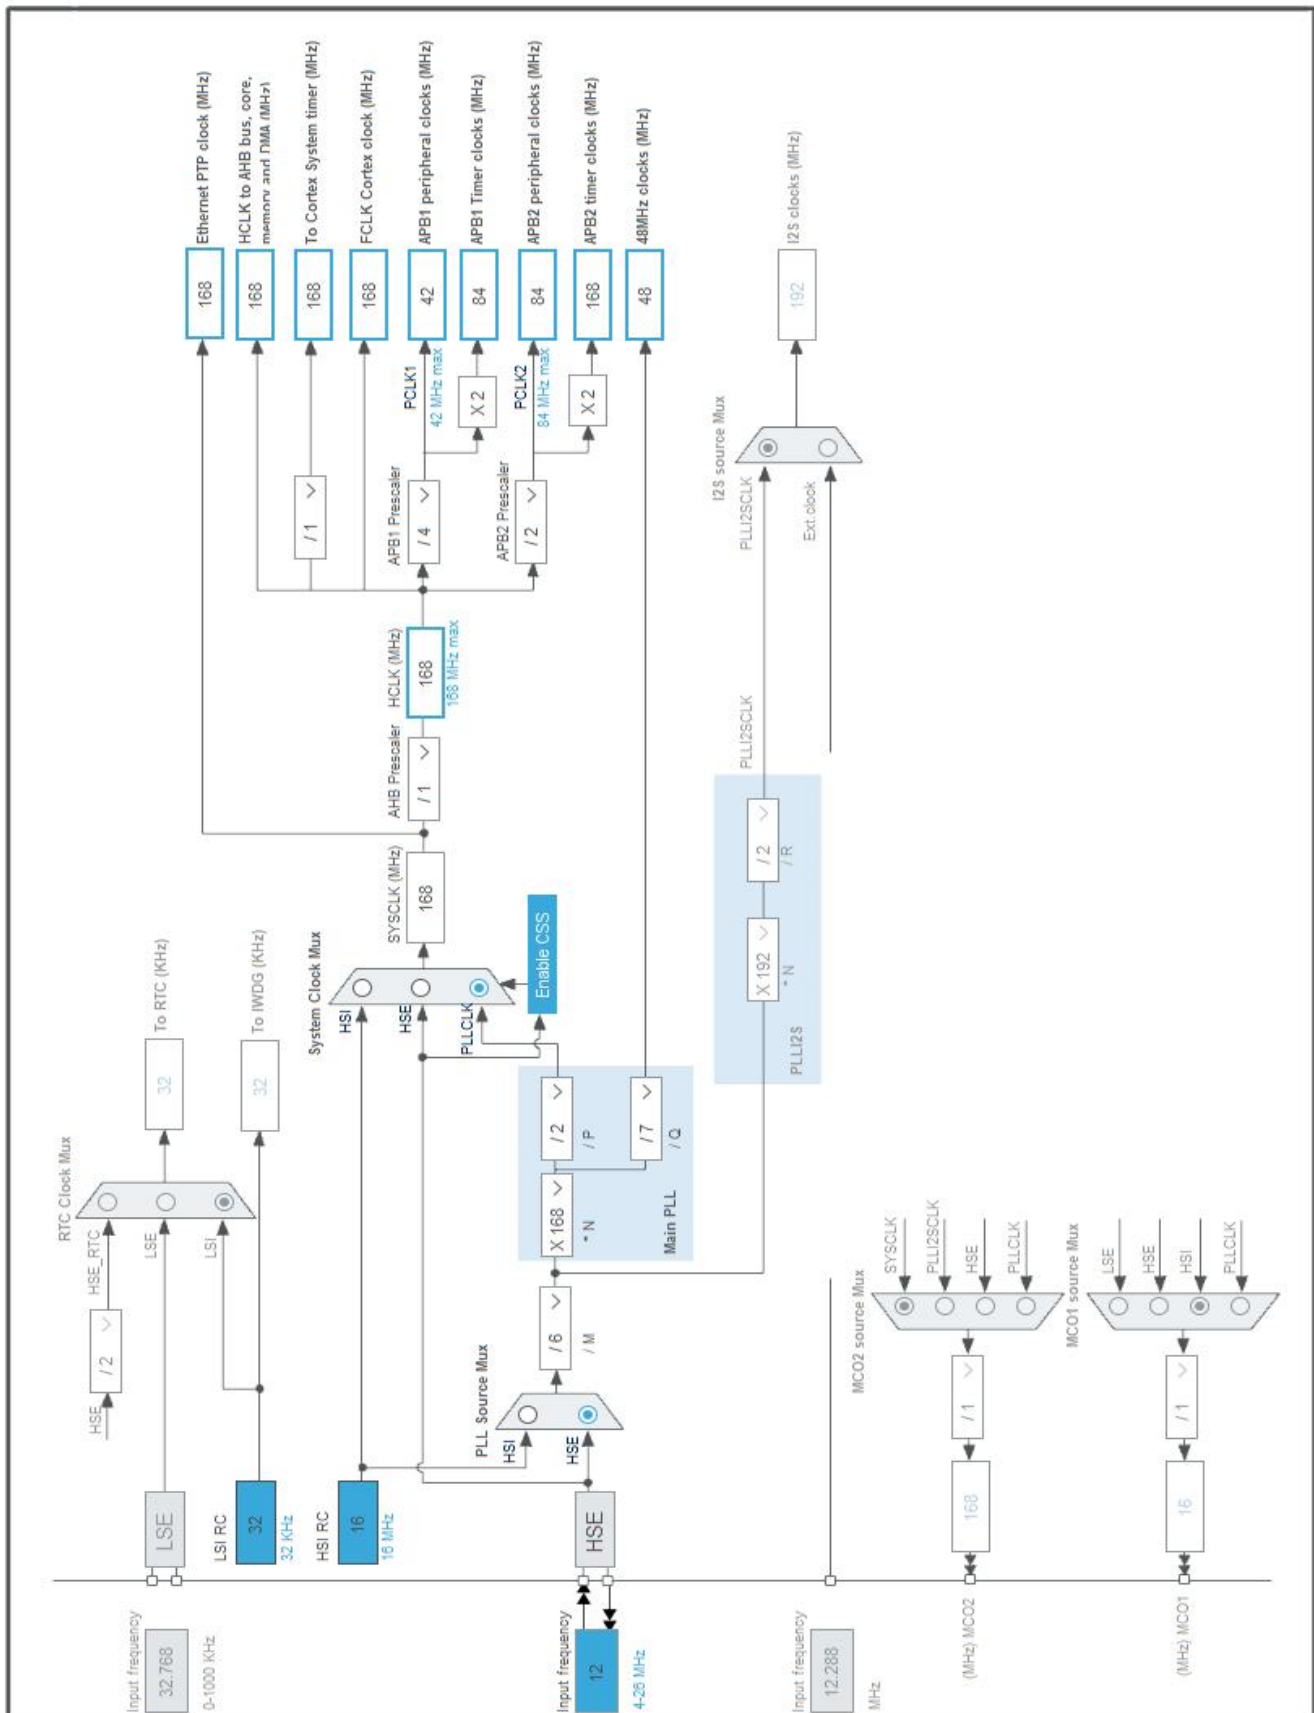 Input frequency
32.768
0-1000 KHz
LSE
HSE
/ 2
HSE_RTC
LSE
LSI
RTC Clock Mux
32
To RTC (KHz)
LSI RC
32
32 KHz
32
To IWDG (KHz)
HSI RC
16
16 MHz
System Clock Mux
HSI
HSE
PLLCLK
Enable CSS
SYSCLK (MHz)
168
AHB Prescaler
/ 1
HCLK (MHz)
168
168 MHz max
168
Ethernet PTP clock (MHz)
168
HCLK to AHB bus, core,
memory and DMA (MHz)
/ 1
168
To Cortex System timer (MHz)
168
FCLK Cortex clock (MHz)
APB1 Prescaler
/ 4
PCLK1
42 MHz max
42
APB1 peripheral clocks (MHz)
X 2
84
APB1 Timer clocks (MHz)
APB2 Prescaler
/ 2
PCLK2
84 MHz max
84
APB2 peripheral clocks (MHz)
X 2
168
APB2 timer clocks (MHz)
48
48MHz clocks (MHz)
Input frequency
12
4-26 MHz
HSE
PLL Source Mux
HSI
HSE
/ 6
/ M
X 168
* N
/ 2
/ P
/ 7
/ Q
Main PLL
X 192
* N
/ 2
/ R
PLLI2S
PLLI2SCLK
PLLI2SCLK
Ext.clock
I2S source Mux
192
I2S clocks (MHz)
Input frequency
12.288
MHz
MCO2 source Mux
SYSCLK
PLLI2SCLK
HSE
PLLCLK
/ 1
168
(MHz) MCO2
MCO1 source Mux
LSE
HSE
HSI
PLLCLK
/ 1
16
(MHz) MCO1